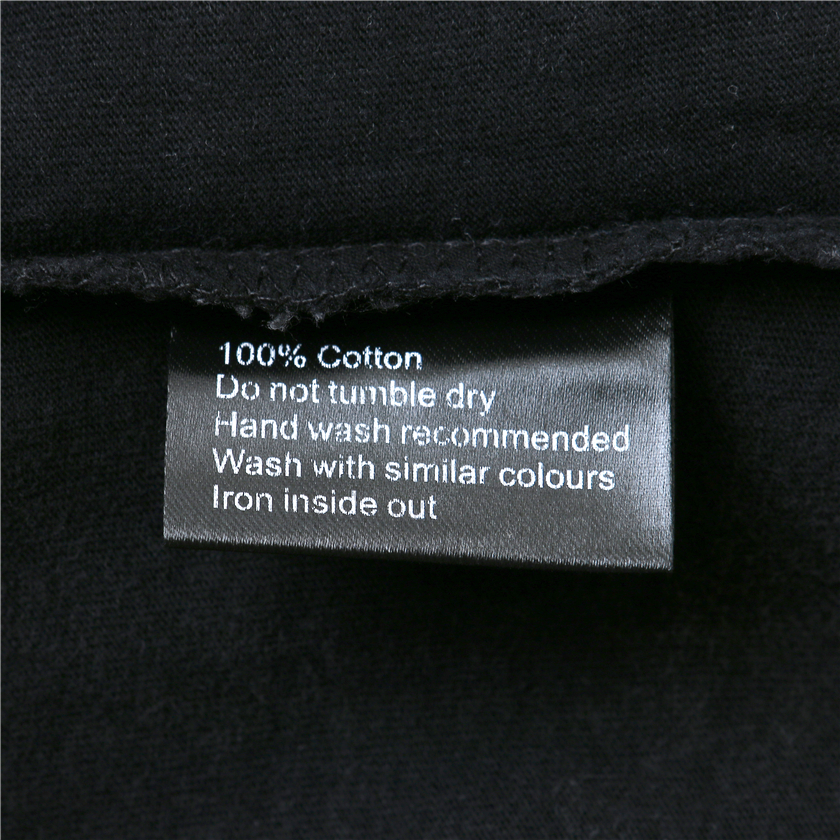 100% Cotton
Do not tumble dry
Hand wash recommended
Wash with similar colours
Iron inside out